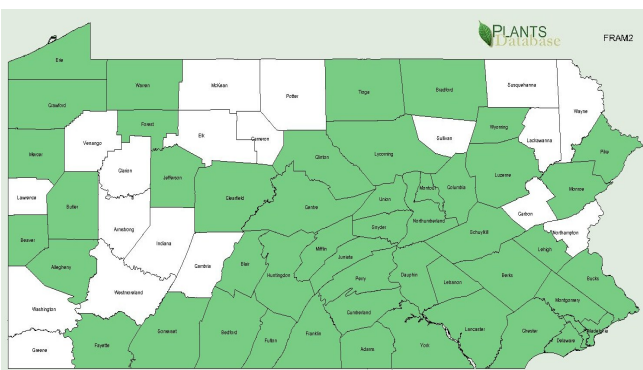 PLANTS
Database
FRAM2
Erie
Warren
McKean
Potter
Tioga
Bradford
Susquehanna
Wayne
Crawford
Forest
Wyoming
Lackawanna
Pike
Venango
Elk
Cameron
Sullivan
Mercer
Clarion
Jefferson
Clinton
Lycoming
Luzerne
Monroe
Lawrence
Butler
Clearfield
Centre
Union
Montour
Columbia
Carbon
Northampton
Armstrong
Indiana
Snyder
Northumberland
Schuylkill
Lehigh
Beaver
Allegheny
Cambria
Blair
Huntingdon
Mifflin
Juniata
Perry
Dauphin
Lebanon
Berks
Bucks
Westmoreland
Montgomery
Washington
Cumberland
Greene
Fayette
Somerset
Bedford
Fulton
Franklin
Adams
York
Lancaster
Chester
Delaware